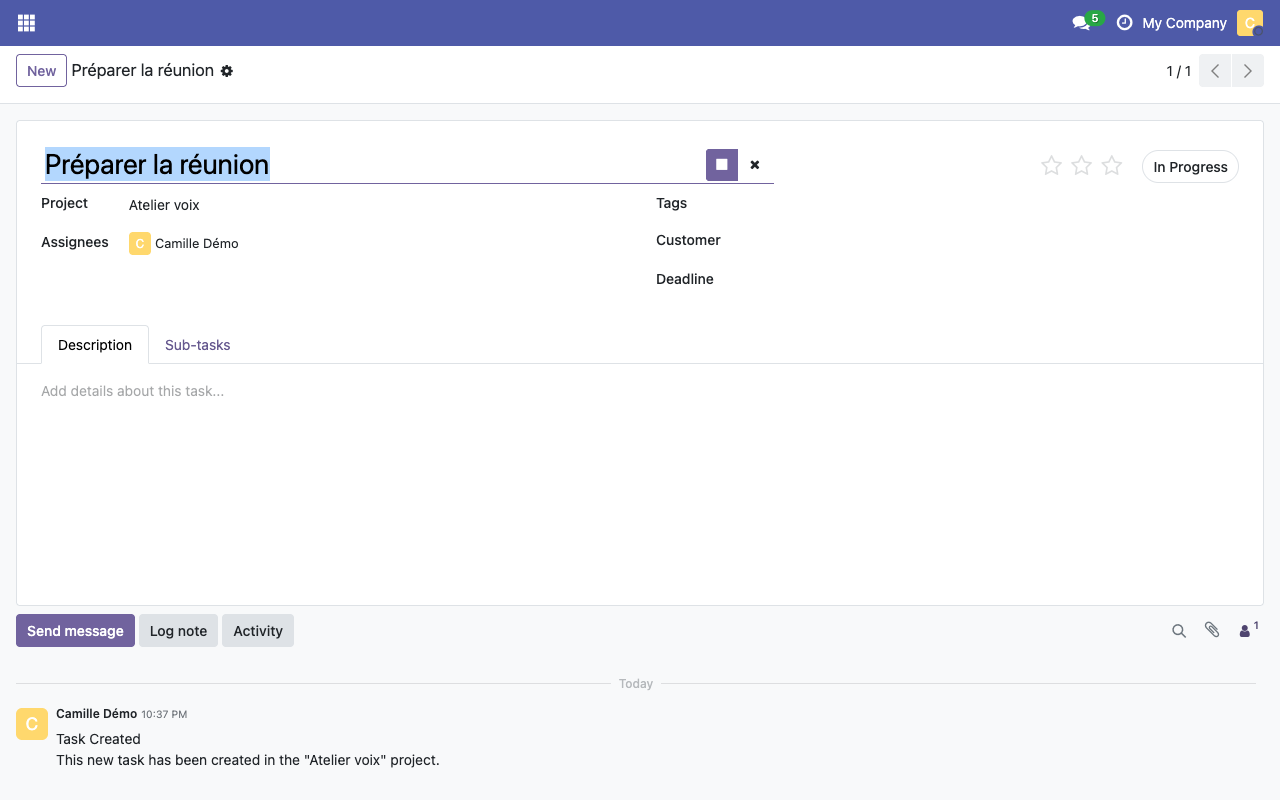 5 My Company C
New Préparer la réunion 1 / 1
Préparer la réunion In Progress
Project Atelier voix Tags
Assignees C Camille Démo Customer
Deadline
Description Sub-tasks
Add details about this task...
Send message Log note Activity 1
Today
C Camille Démo 10:37 PM
Task Created
This new task has been created in the "Atelier voix" project.